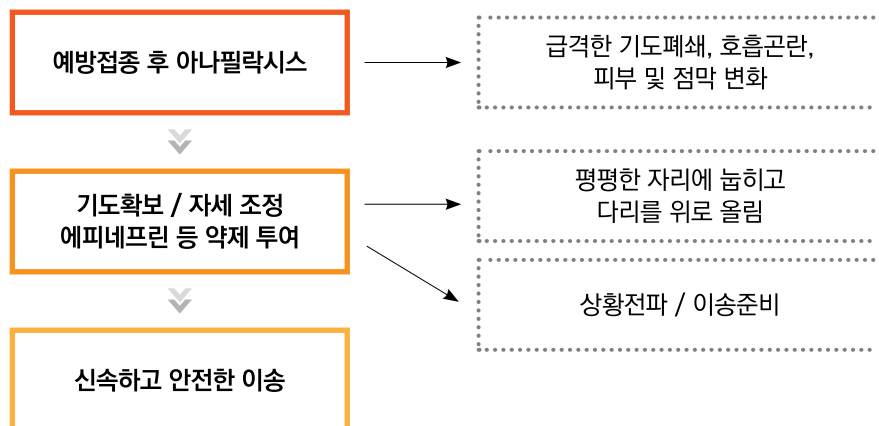 예방접종 후 아나필락시스
급격한 기도폐쇄, 호흡곤란,
피부 및 점막 변화
기도확보 / 자세 조정
에피네프린 등 약제 투여
평평한 자리에 눕히고
다리를 위로 올림
상황전파 / 이송준비
신속하고 안전한 이송